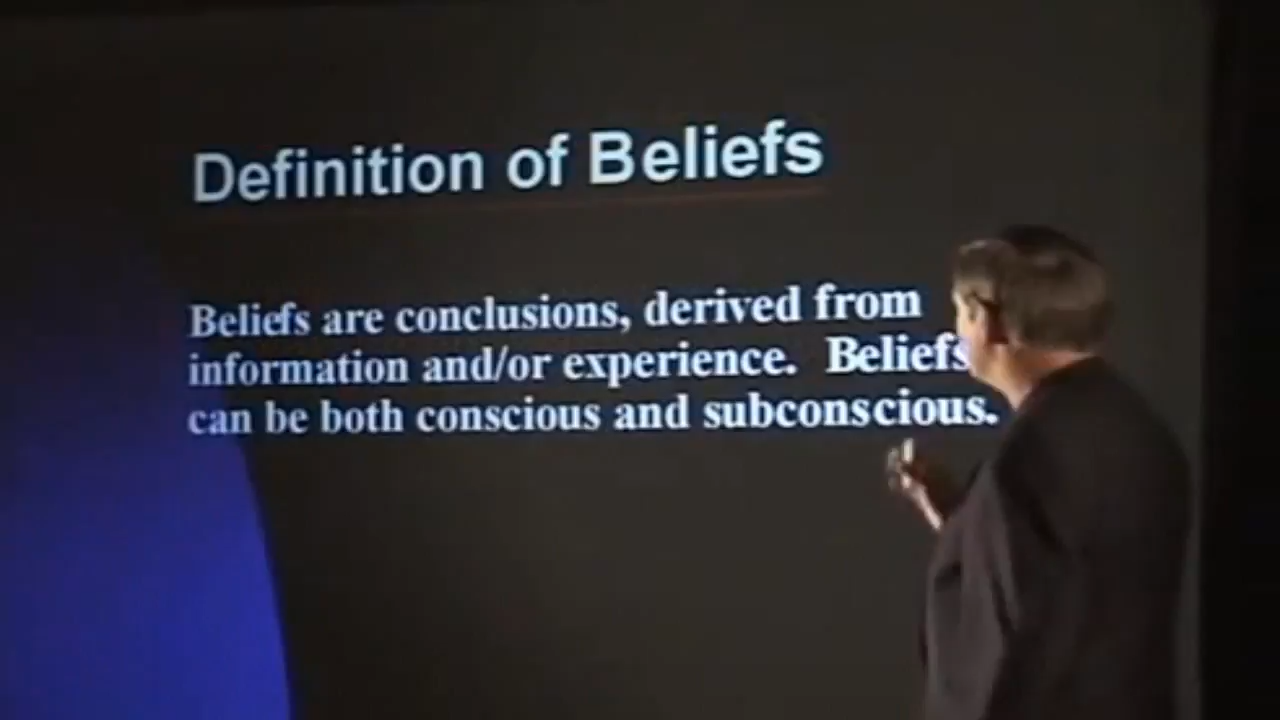 Definition of Beliefs
Beliefs are conclusions, derived from
information and/or experience.  Beliefs
can be both conscious and subconscious.